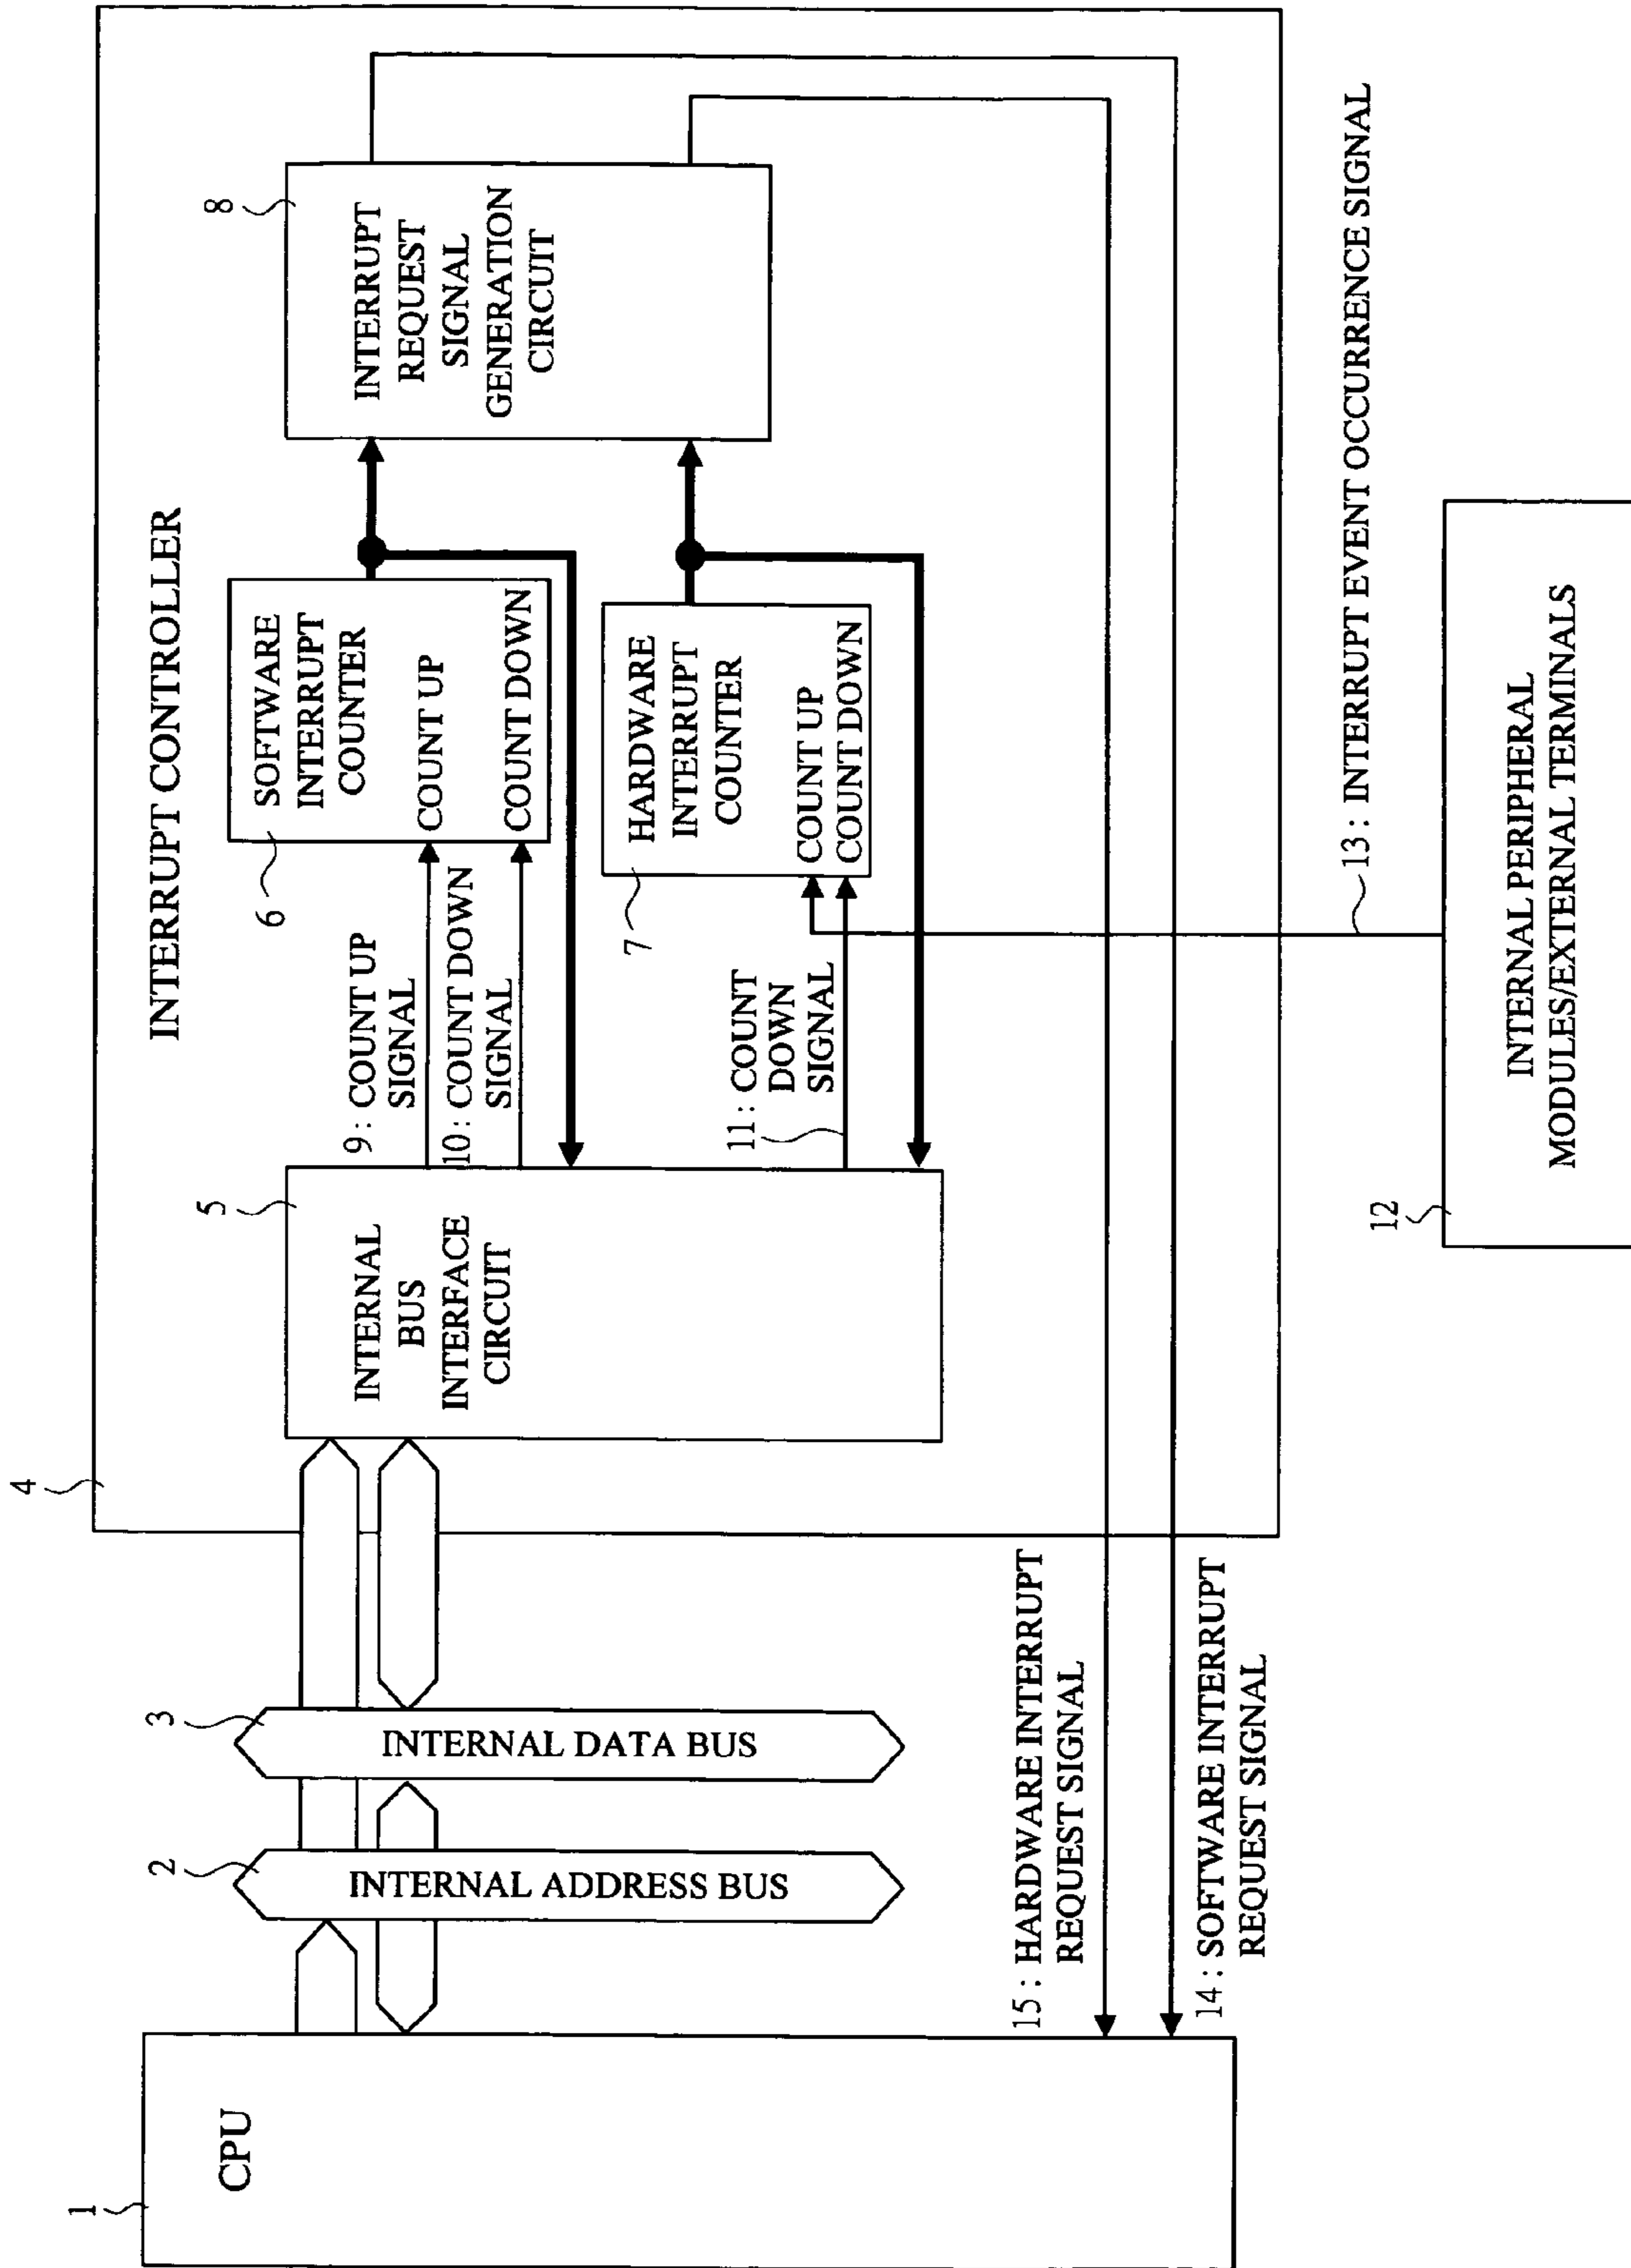 1
CPU
2
INTERNAL ADDRESS BUS
3
INTERNAL DATA BUS
4
INTERRUPT CONTROLLER
5
INTERNAL
BUS
INTERFACE
CIRCUIT
9 : COUNT UP
SIGNAL
10 : COUNT DOWN
SIGNAL
11 : COUNT
DOWN
SIGNAL
6
SOFTWARE
INTERRUPT
COUNTER
COUNT UP
COUNT DOWN
7
HARDWARE
INTERRUPT
COUNTER
COUNT UP
COUNT DOWN
8
INTERRUPT
REQUEST
SIGNAL
GENERATION
CIRCUIT
15 : HARDWARE INTERRUPT
REQUEST SIGNAL
14 : SOFTWARE INTERRUPT
REQUEST SIGNAL
13 : INTERRUPT EVENT OCCURRENCE SIGNAL
12
INTERNAL PERIPHERAL
MODULES/EXTERNAL TERMINALS